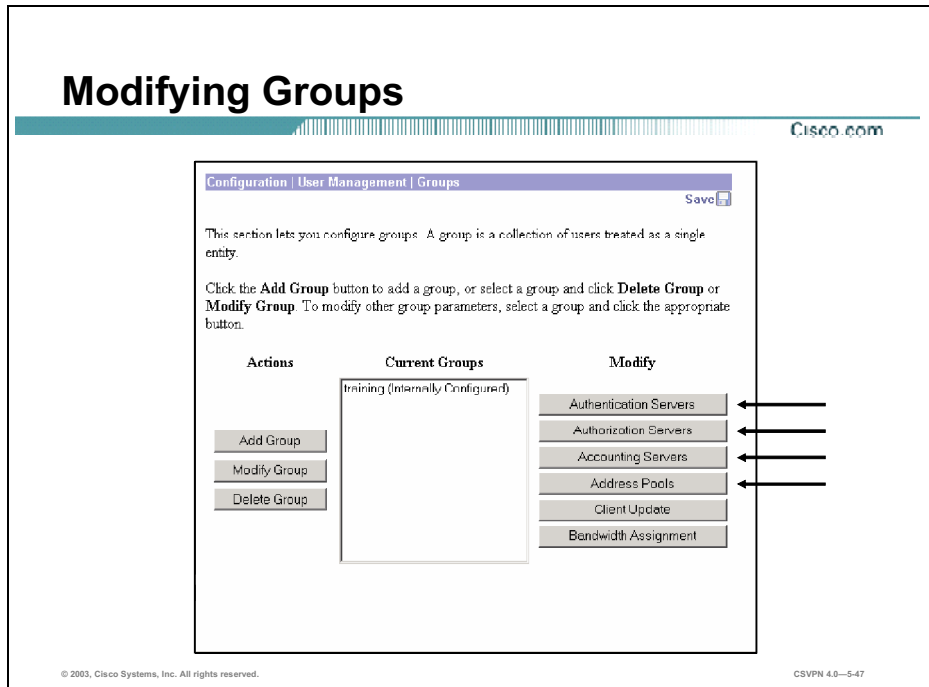 Modifying Groups
Cisco.com
Configuration | User Management | Groups
Save
This section lets you configure groups. A group is a collection of users treated as a single
entity.
Click the Add Group button to add a group, or select a group and click Delete Group or
Modify Group. To modify other group parameters, select a group and click the appropriate
button.
Actions
Current Groups
Modify
training (Internally Configured)
Add Group
Modify Group
Delete Group
Authentication Servers
Authorization Servers
Accounting Servers
Address Pools
Client Update
Bandwidth Assignment
© 2003, Cisco Systems, Inc. All rights reserved.
CSVPN 4.0—5-47